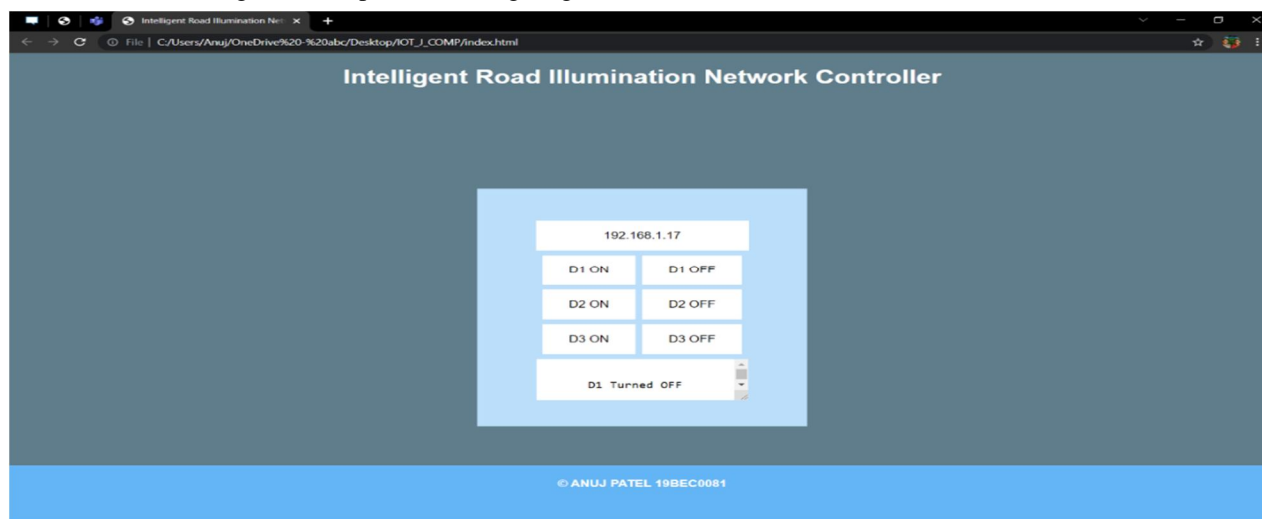 Intelligent Road Illumination Net
File | C:/Users/Anuj/OneDrive%20-%20abc/Desktop/IOT_J_COMP/index.html
Intelligent Road Illumination Network Controller
192.168.1.17
D1 ON D1 OFF
D2 ON D2 OFF
D3 ON D3 OFF
D1 Turned OFF
© ANUJ PATEL 19BEC0081